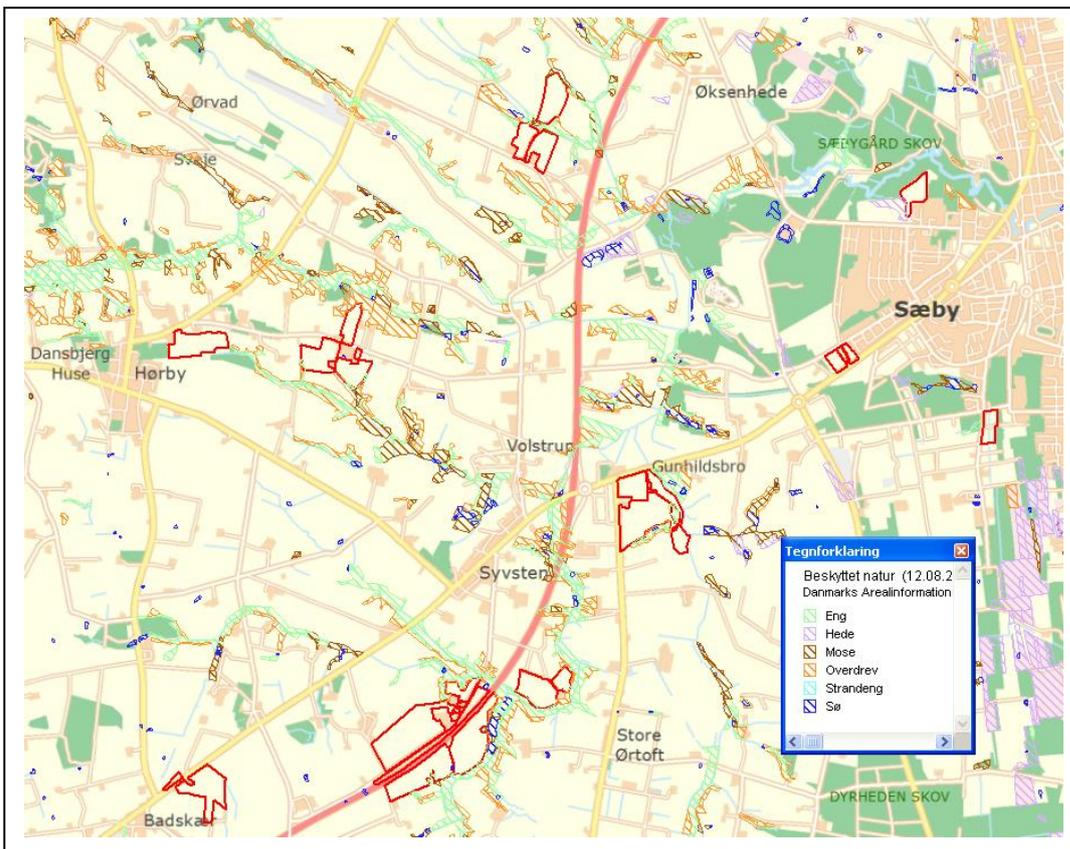 Øksenhede
Ørvad
SÆBYGÅRD SKOV
Sveje
Sæby
Dansbjerg
Huse
Hørby
Volstrup
Gunhildsbro
Syvsten
Tegnforklaring
Beskyttet natur (12.08.2
Danmarks Arealinformation
Eng
Hede
Mose
Overdrev
Strandeng
Sø
Store
Ørtoft
DYRHEDEN SKOV
Badskær